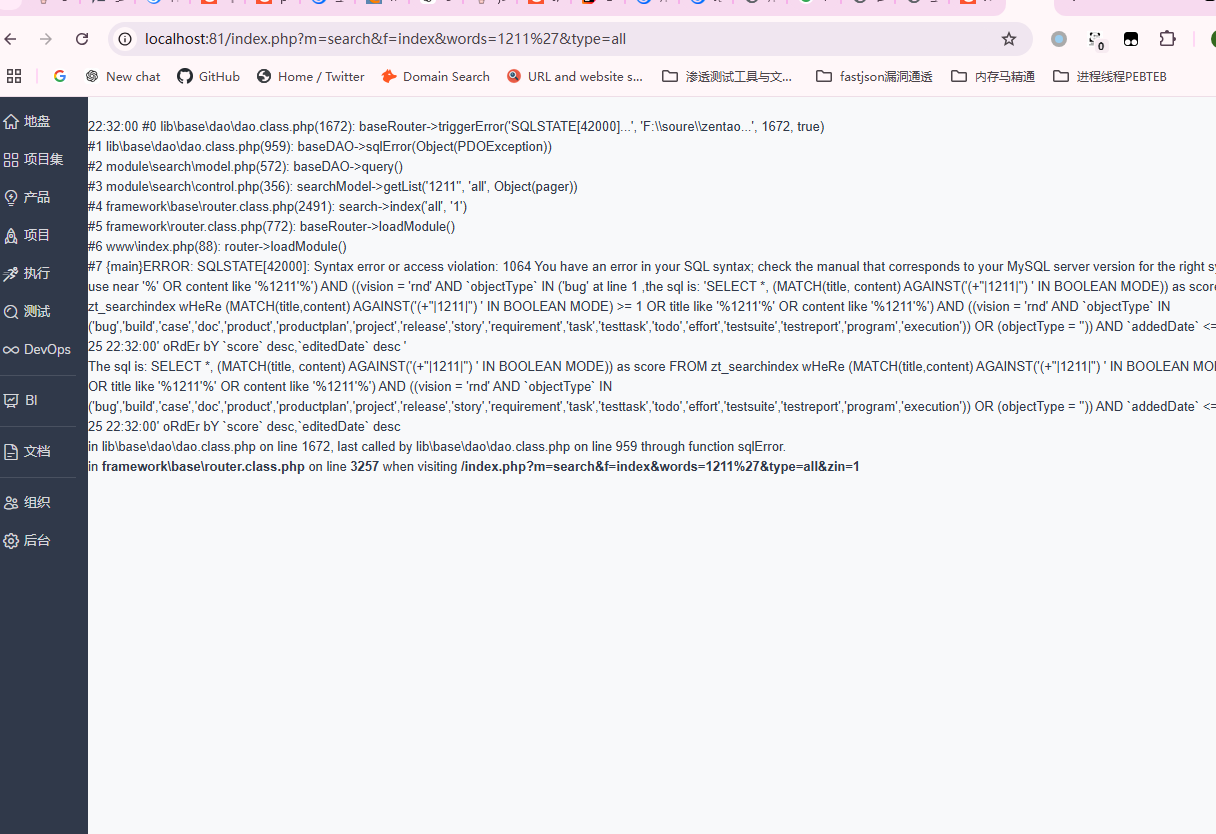 localhost:81/index.php?m=search&f=index&words=1211%27&type=all
0
New chat
GitHub
Home / Twitter
Domain Search
URL and website s...
渗透测试工具与文...
fastjson漏洞通透
内存马精通
进程线程PEBTEB
地盘
项目集
产品
项目
执行
测试
DevOps
BI
文档
组织
后台
22:32:00 #0 lib\base\dao\dao.class.php(1672): baseRouter->triggerError('SQLSTATE[42000]...', 'F:\\soure\\zentao...', 1672, true)
#1 lib\base\dao\dao.class.php(959): baseDAO->sqlError(Object(PDOException))
#2 module\search\model.php(572): baseDAO->query()
#3 module\search\control.php(356): searchModel->getList('1211'', 'all', Object(pager))
#4 framework\base\router.class.php(2491): search->index('all', '1')
#5 framework\router.class.php(772): baseRouter->loadModule()
#6 www\index.php(88): router->loadModule()
#7 {main}ERROR: SQLSTATE[42000]: Syntax error or access violation: 1064 You have an error in your SQL syntax; check the manual that corresponds to your MySQL server version for the right
use near '%' OR content like '%1211'%') AND ((vision = 'rnd' AND `objectType` IN ('bug' at line 1 ,the sql is: 'SELECT *, (MATCH(title, content) AGAINST('(+"|1211|") ' IN BOOLEAN MODE)) as score
zt_searchindex wHeRe (MATCH(title,content) AGAINST('(+"|1211|") ' IN BOOLEAN MODE) >= 1 OR title like '%1211'%' OR content like '%1211'%') AND ((vision = 'rnd' AND `objectType` IN
('bug','build','case','doc','product','productplan','project','release','story','requirement','task','testtask','todo','effort','testsuite','testreport','program','execution')) OR (objectType = '')) AND `addedDate` <=
25 22:32:00' oRdEr bY `score` desc,`editedDate` desc '
The sql is: SELECT *, (MATCH(title, content) AGAINST('(+"|1211|") ' IN BOOLEAN MODE)) as score FROM zt_searchindex wHeRe (MATCH(title,content) AGAINST('(+"|1211|") ' IN BOOLEAN
OR title like '%1211'%' OR content like '%1211'%') AND ((vision = 'rnd' AND `objectType` IN
('bug','build','case','doc','product','productplan','project','release','story','requirement','task','testtask','todo','effort','testsuite','testreport','program','execution')) OR (objectType = '')) AND `addedDate` <=
25 22:32:00' oRdEr bY `score` desc,`editedDate` desc
in lib\base\dao\dao.class.php on line 1672, last called by lib\base\dao\dao.class.php on line 959 through function sqlError.
in framework\base\router.class.php on line 3257 when visiting /index.php?m=search&f=index&words=1211%27&type=all&zin=1